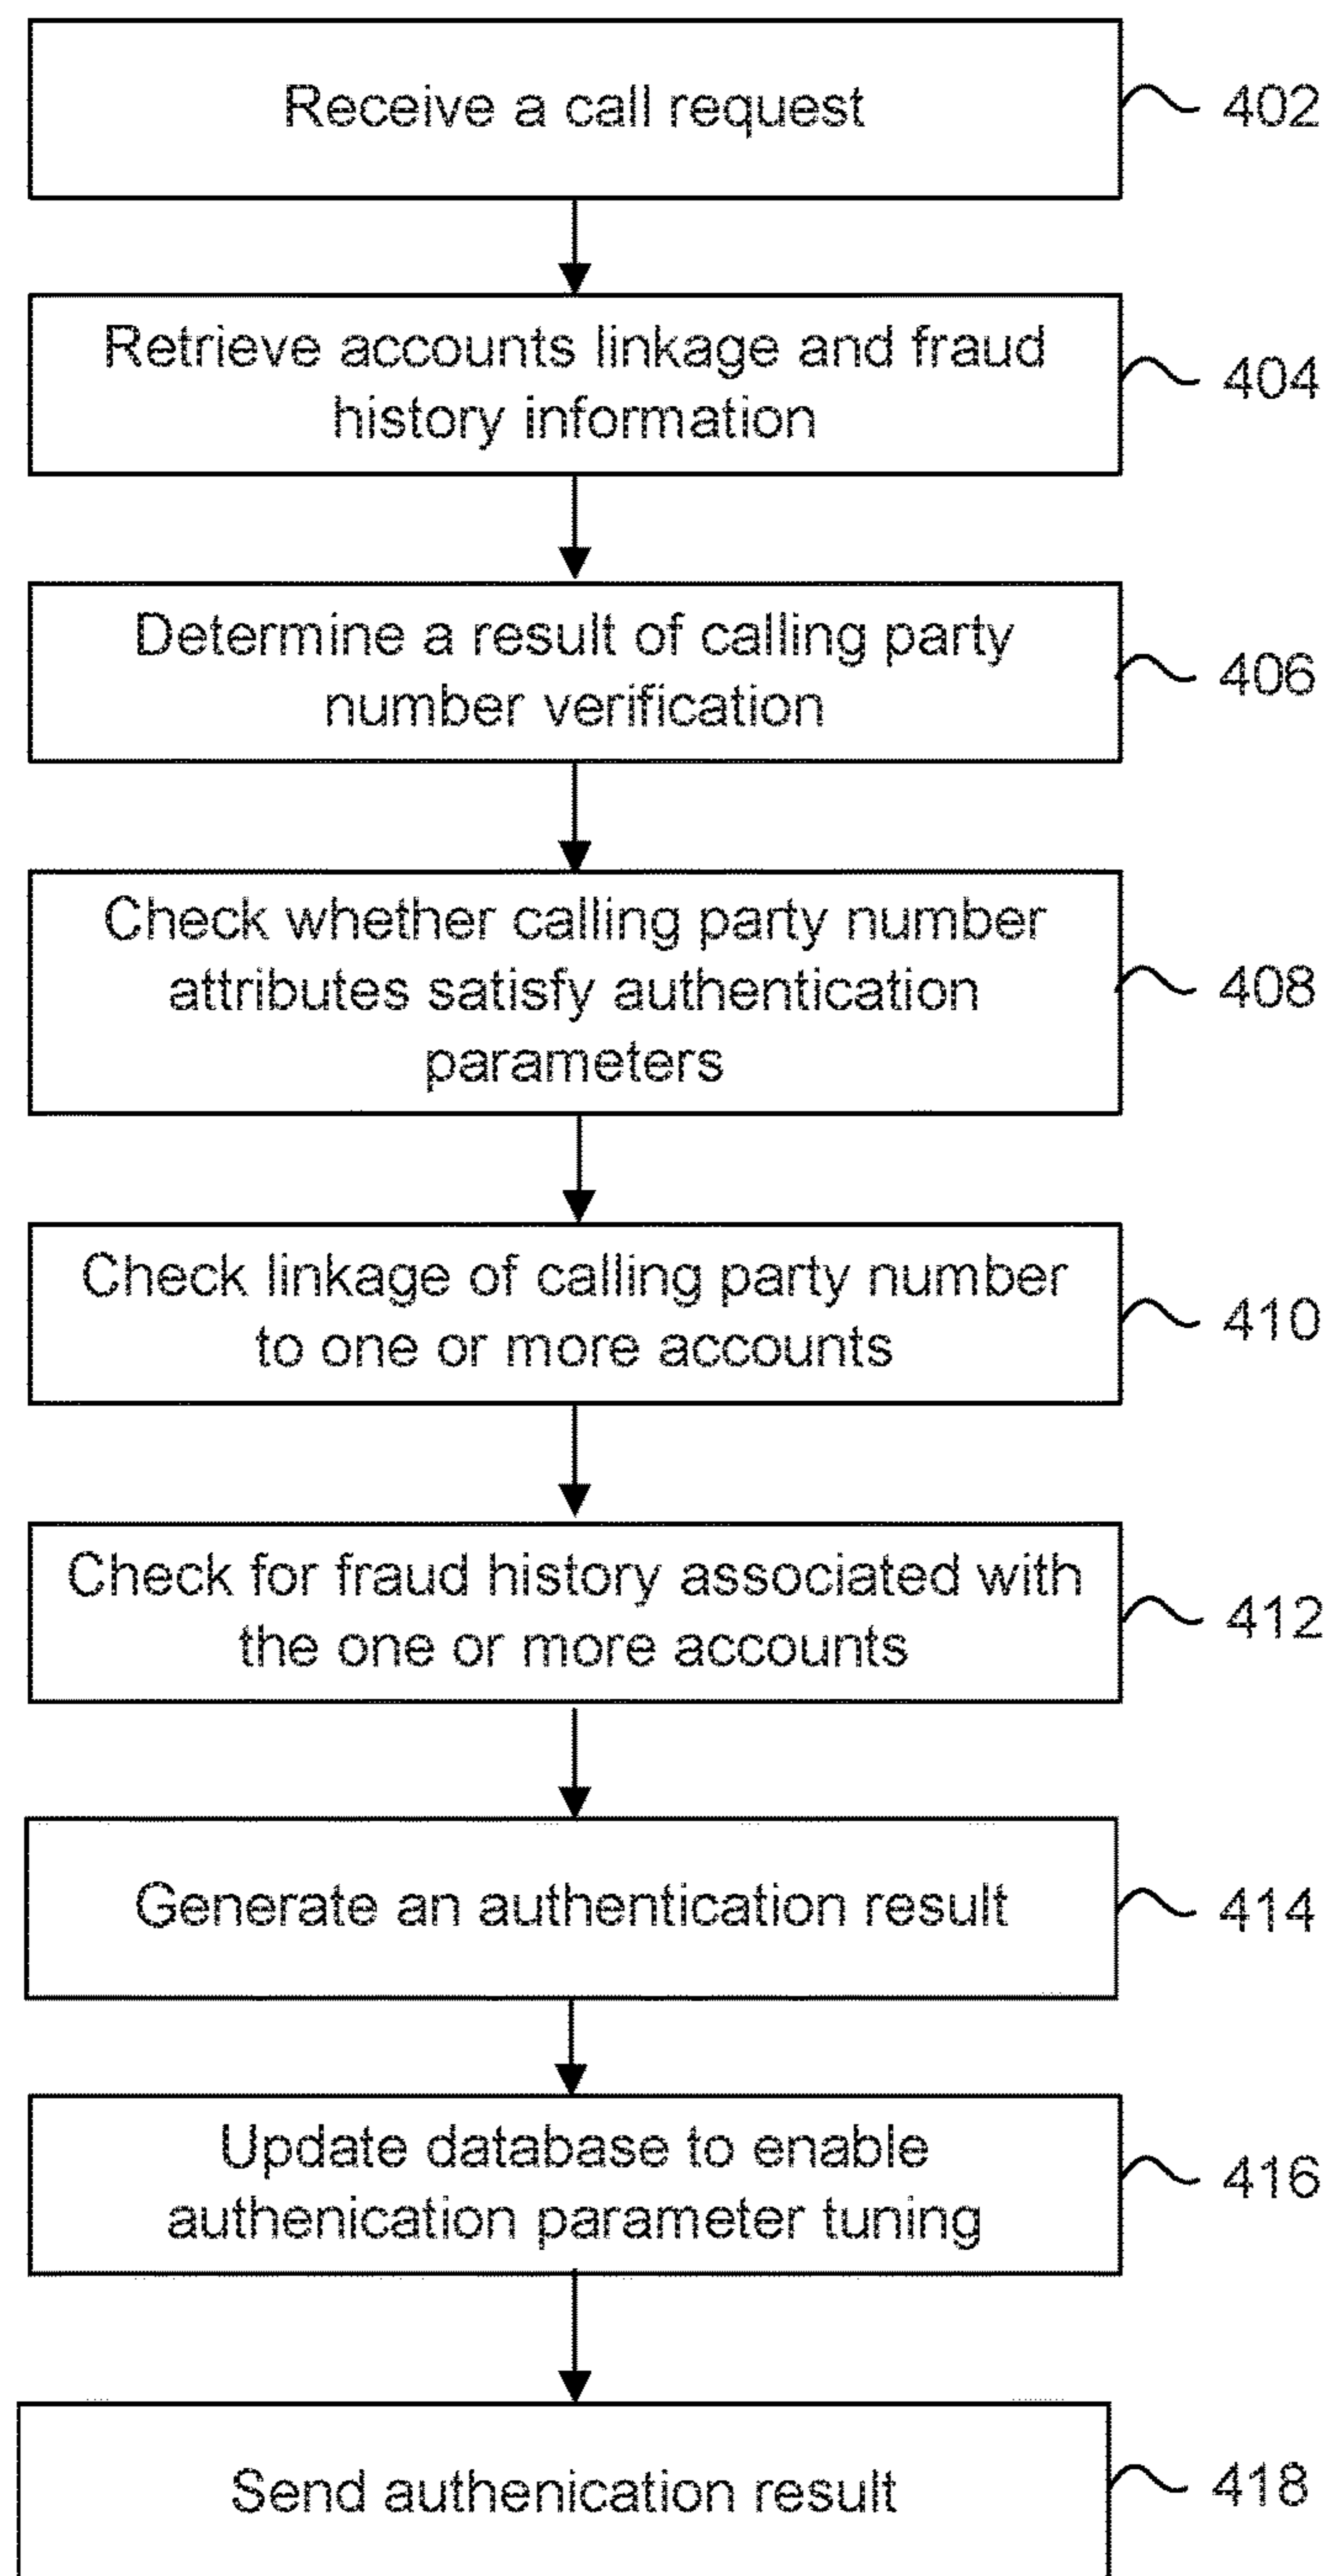 Receive a call request
402
Retrieve accounts linkage and fraud
history information
404
Determine a result of calling party
number verification
406
Check whether calling party number
attributes satisfy authentication
parameters
408
Check linkage of calling party number
to one or more accounts
410
Check for fraud history associated with
the one or more accounts
412
Generate an authentication result
414
Update database to enable
authenication parameter tuning
416
Send authenication result
418